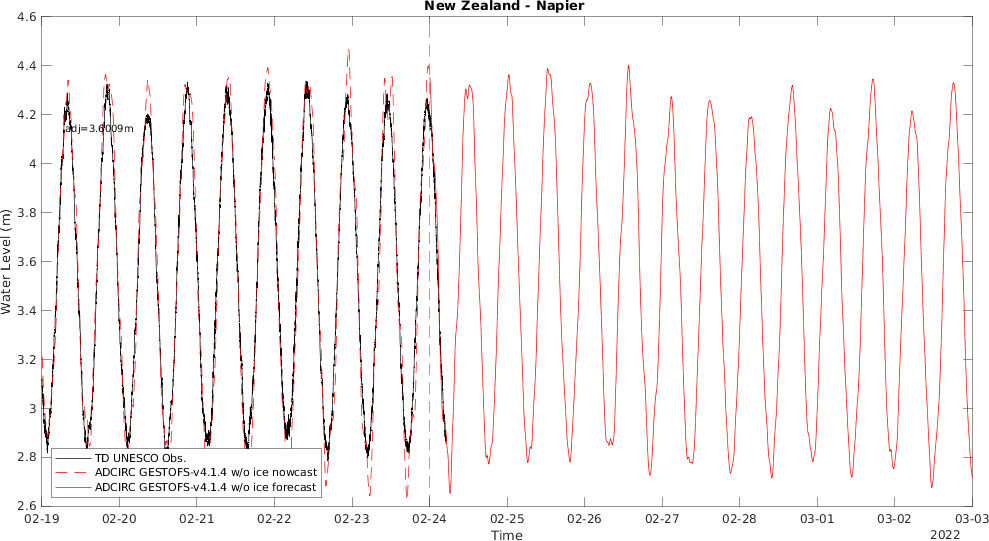 New Zealand - Napier
4.6
4.4
4.2
4
3.8
3.6
3.4
3.2
3
2.8
2.6
Water Level (m)
adj=3.6009m
TD UNESCO Obs.
ADCIRC GESTOFS-v4.1.4 w/o ice nowcast
ADCIRC GESTOFS-v4.1.4 w/o ice forecast
02-19 02-20 02-21 02-22 02-23 02-24 02-25 02-26 02-27 02-28 03-01 03-02 03-03
Time
2022